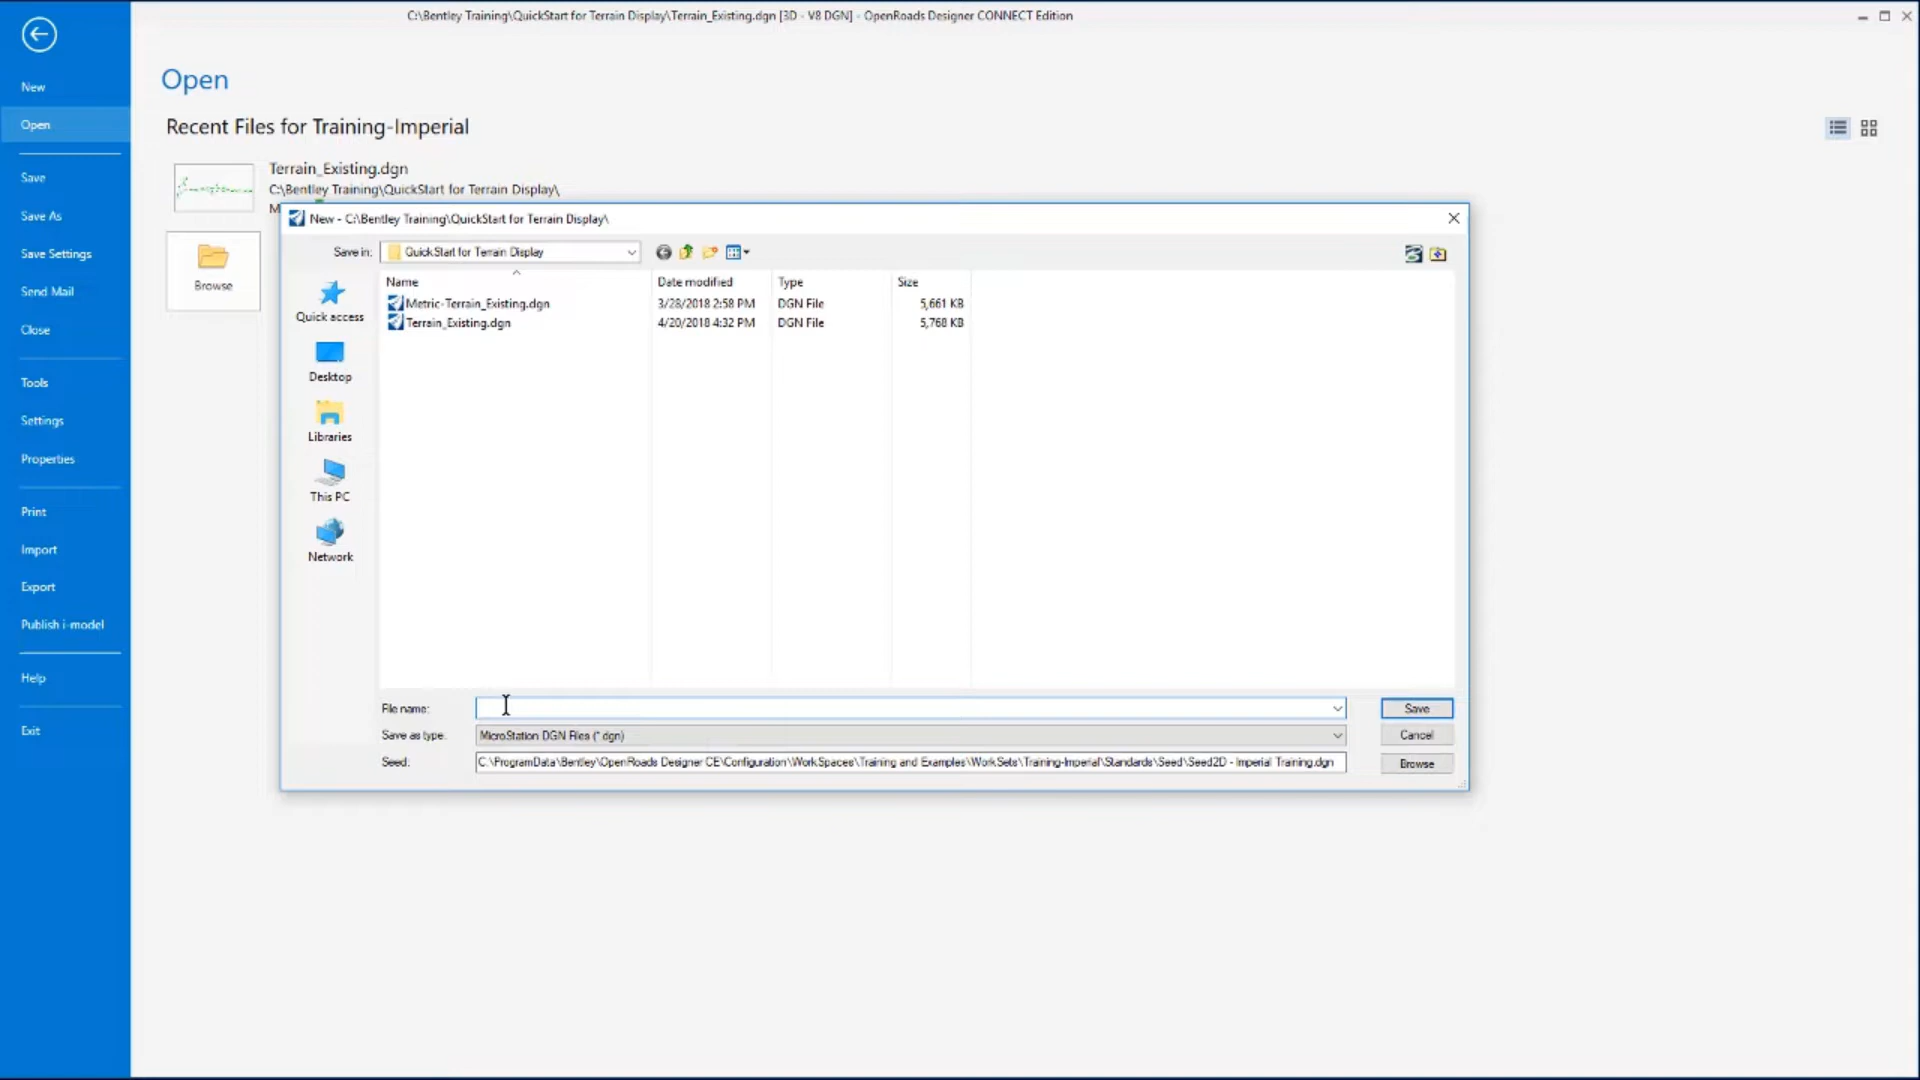 C:\Bentley Training\QuickStart for Terrain Display\Terrain_Existing.dgn [3D - V8 DGN] - OpenRoads Designer CONNECT Edition
New
Open
Save
Save As
Save Settings
Send Mail
Close
Tools
Settings
Properties
Print
Import
Export
Publish i-model
Help
Exit
Open
Recent Files for Training-Imperial
Terrain_Existing.dgn
C:\Bentley Training\QuickStart for Terrain Display\
Browse
New - C:\Bentley Training\QuickStart for Terrain Display\
Save in: QuickStart for Terrain Display
Quick access
Desktop
Libraries
This PC
Network
Name Date modified Type Size
Metric-Terrain_Existing.dgn 3/28/2018 2:58 PM DGN File 5,661 KB
Terrain_Existing.dgn 4/20/2018 4:32 PM DGN File 5,768 KB
File name: Save
Save as type: MicroStation DGN Files (*.dgn) Cancel
Seed: C:\ProgramData\Bentley\OpenRoads Designer CE\Configuration\WorkSpaces\Training and Examples\WorkSets\Training-Imperial\Standards\Seed\Seed2D - Imperial Training.dgn Browse